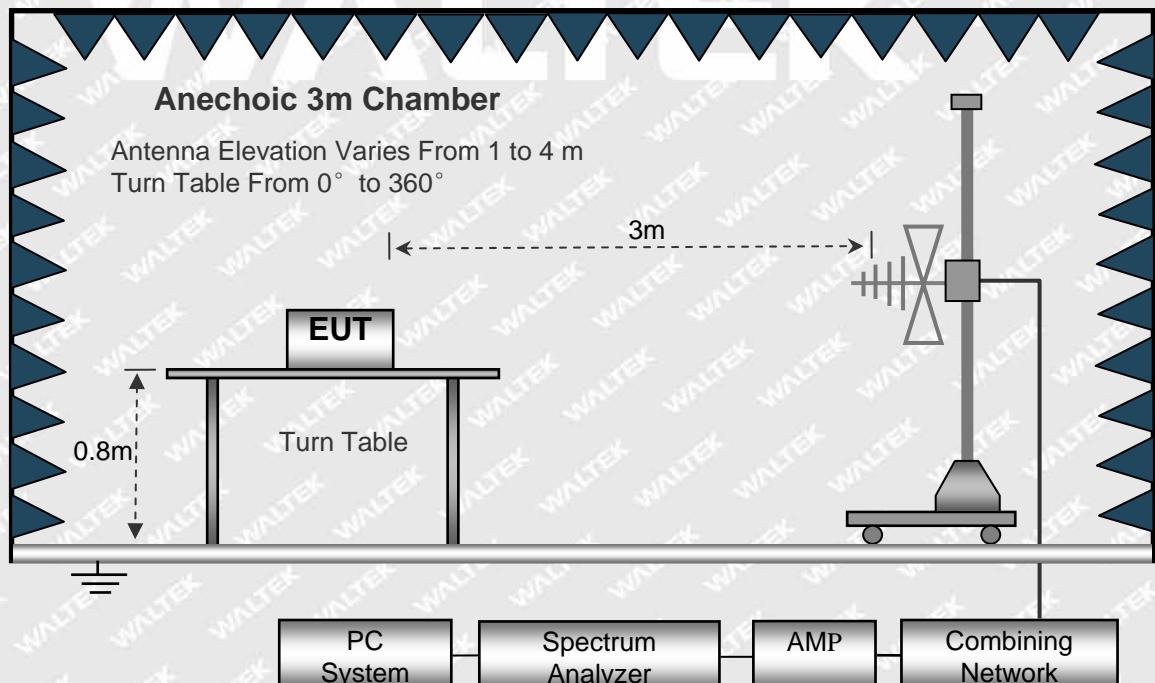 WALTEK
Anechoic 3m Chamber
Antenna Elevation Varies From 1 to 4 m
Turn Table From 0° to 360°
3m
EUT
0.8m
Turn Table
PC
System
Spectrum
Analyzer
AMP
Combining
Network